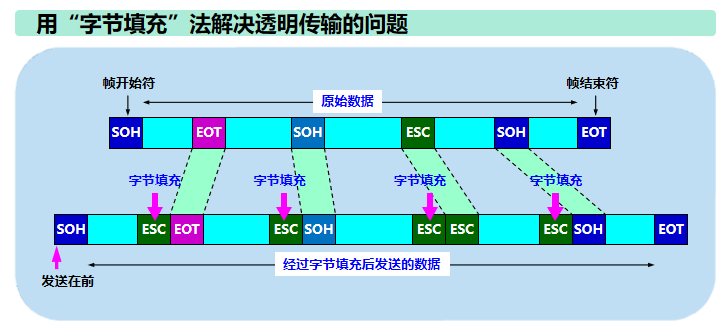 用“字节填充”法解决透明传输的问题
帧开始符
原始数据
帧结束符
SOH EOT SOH ESC SOH EOT
字节填充 字节填充 字节填充 字节填充
SOH ESC EOT ESC SOH ESC ESC ESC SOH EOT
经过字节填充后发送的数据
发送在前